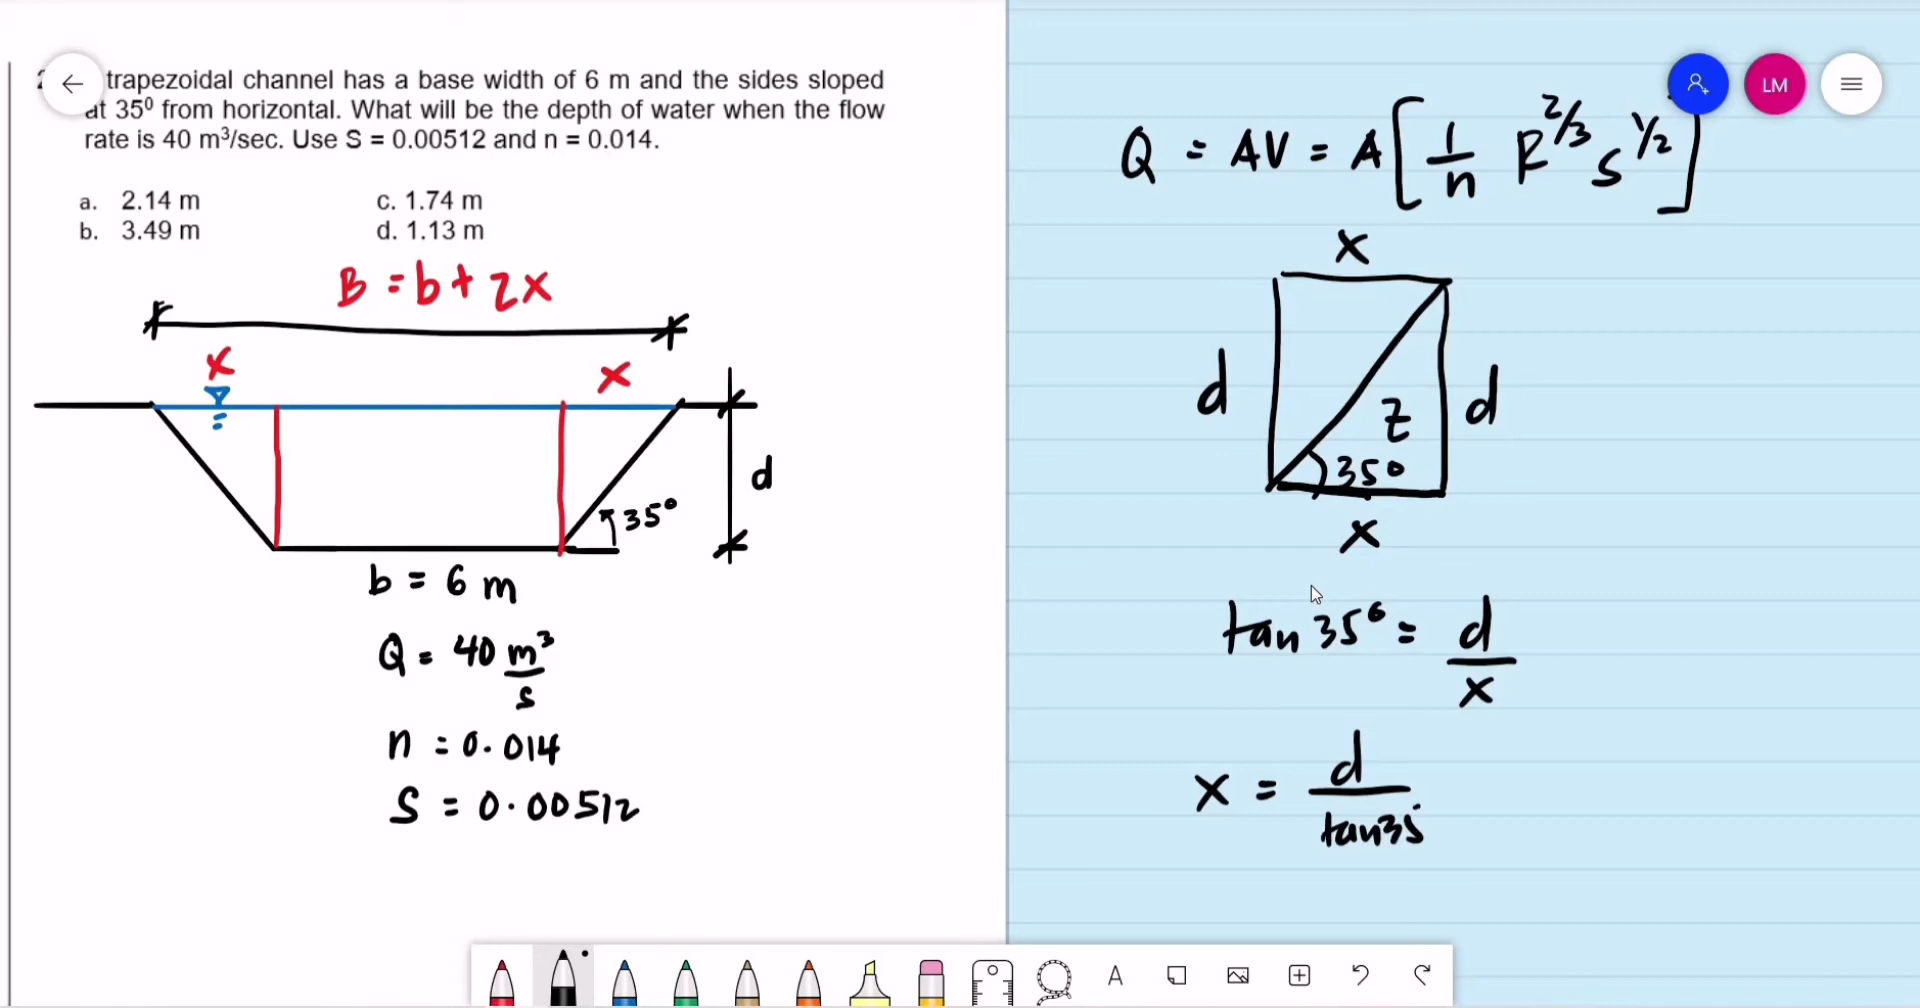 trapezoidal channel has a base width of 6 m and the sides sloped
at 35⁰ from horizontal. What will be the depth of water when the flow
rate is 40 m³/sec. Use S = 0.00512 and n = 0.014.
a. 2.14 m c. 1.74 m
b. 3.49 m d. 1.13 m
B = b + 2x
x x
d
35°
b = 6 m
Q = 40 m³/s
n = 0.014
S = 0.00512
LM
Q = AV = A[1/n R^2/3 S^1/2]
x
d z d
35°
x
tan 35° = d/x
x = d/tan35
A